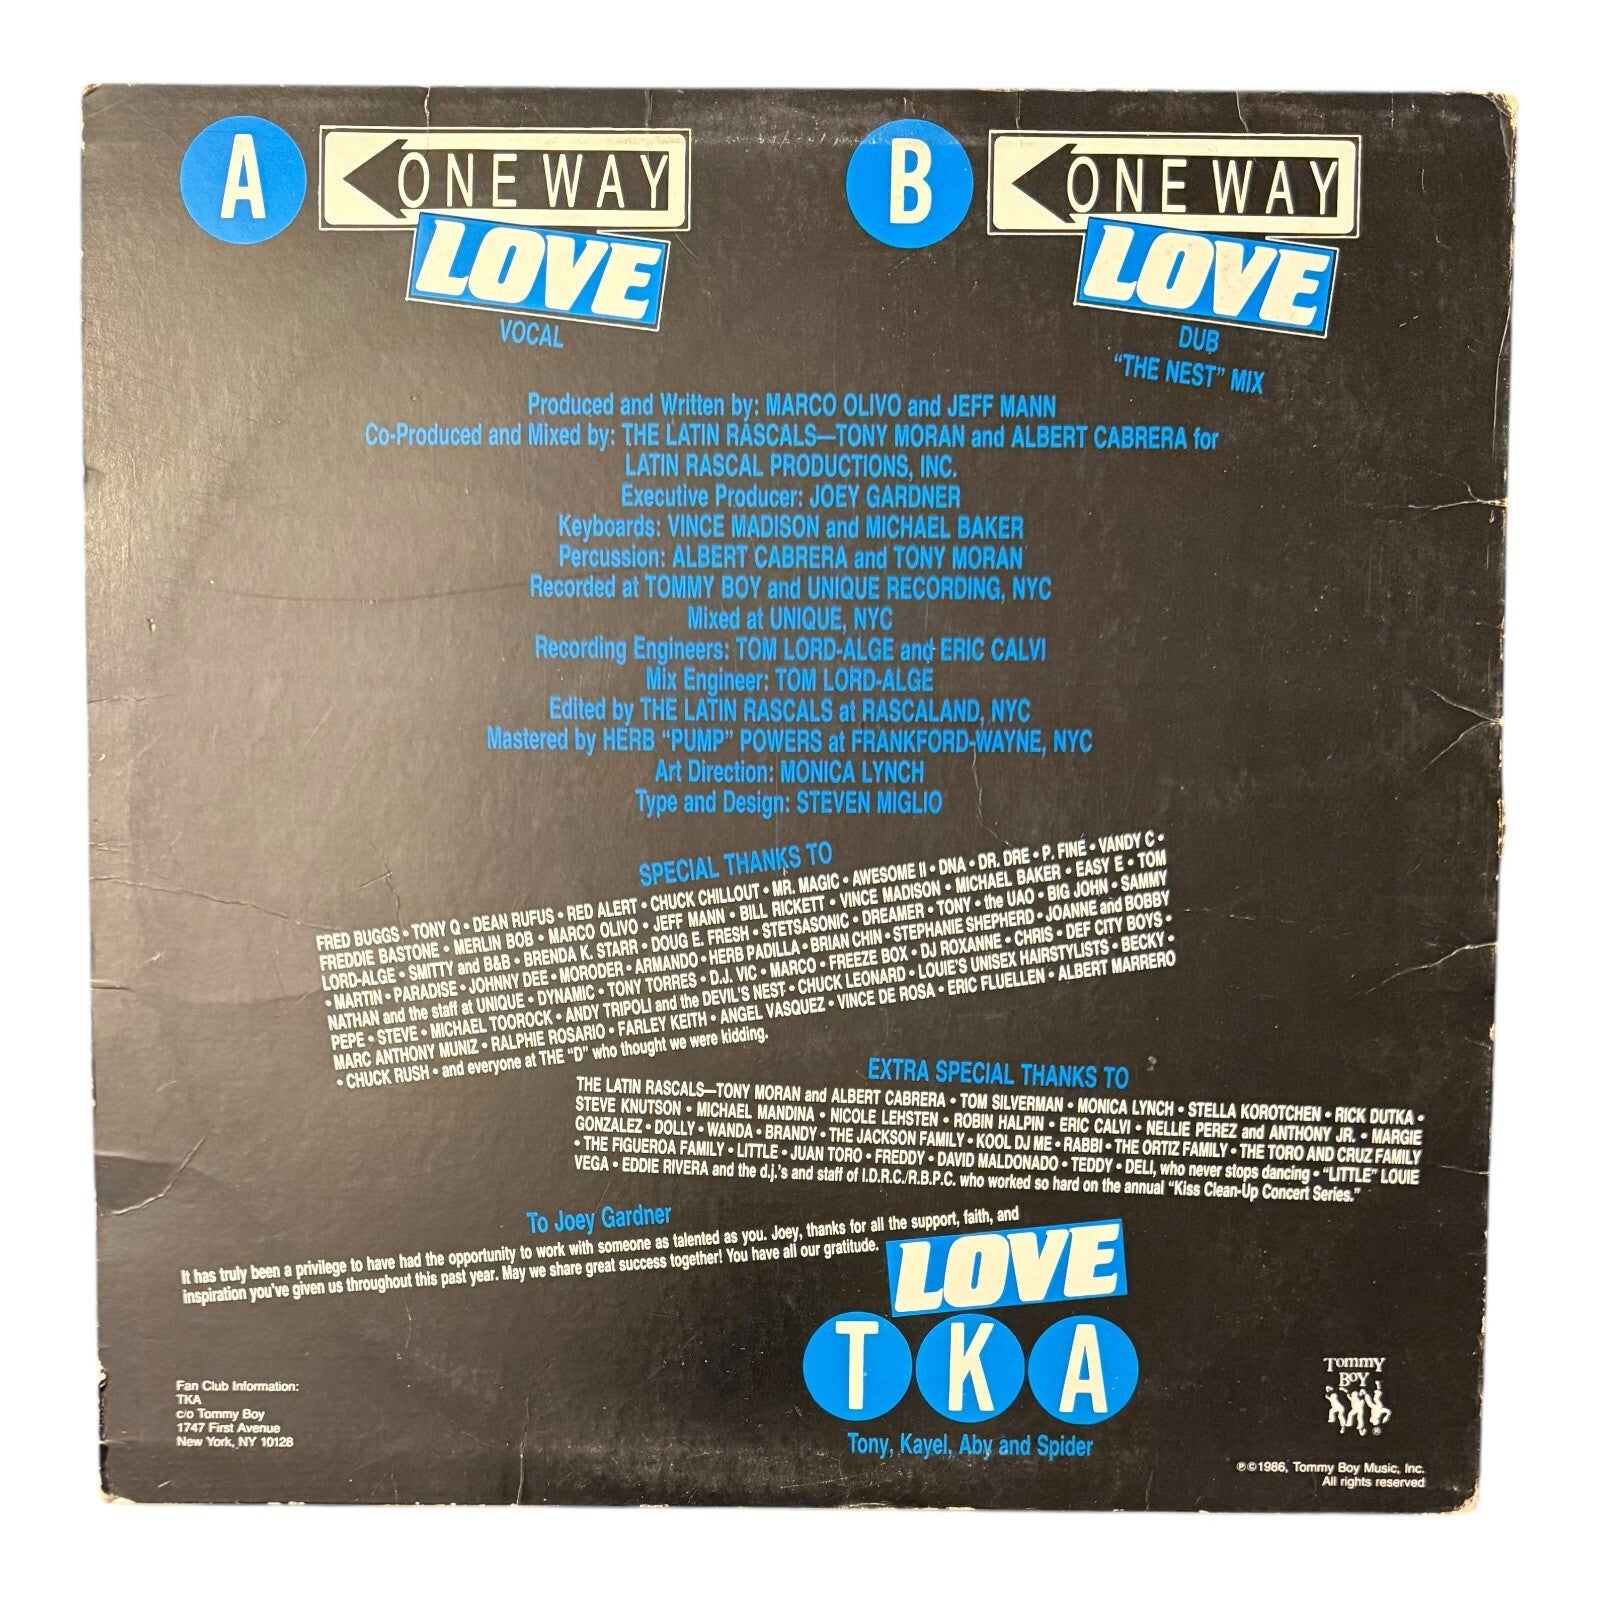 A
ONE WAY
LOVE
VOCAL
B
ONE WAY
LOVE
DUB
"THE NEST" MIX
Produced and Written by: MARCO OLIVO and JEFF MANN
Co-Produced and Mixed by: THE LATIN RASCALS—TONY MORAN and ALBERT CABRERA for
LATIN RASCAL PRODUCTIONS, INC.
Executive Producer: JOEY GARDNER
Keyboards: VINCE MADISON and MICHAEL BAKER
Percussion: ALBERT CABRERA and TONY MORAN
Recorded at TOMMY BOY and UNIQUE RECORDING, NYC
Mixed at UNIQUE, NYC
Recording Engineers: TOM LORD-ALGE and ERIC CALVI
Mix Engineer: TOM LORD-ALGE
Edited by THE LATIN RASCALS at RASCALAND, NYC
Mastered by HERB "PUMP" POWERS at FRANKFORD-WAYNE, NYC
Art Direction: MONICA LYNCH
Type and Design: STEVEN MIGLIO
SPECIAL THANKS TO
FRED BUGGS • TONY Q • DEAN RUFUS • RED ALERT • CHUCK CHILLOUT • MR. MAGIC • AWESOME II • DNA • DR. DRE • P. FINE • VANDY C •
FREDDIE BASTONE • MERLIN BOB • MARCO OLIVO • JEFF MANN • BILL RICKETT • VINCE MADISON • MICHAEL BAKER • EASY E • TOM
LORD-ALGE • SMITTY and B&B • BRENDA K. STARR • DOUG E. FRESH • STETSASONIC • DREAMER • TONY • the UAO • BIG JOHN • SAMMY
• MARTIN • PARADISE • JOHNNY DEE • MORODER • ARMANDO • HERB PADILLA • BRIAN CHIN • STEPHANIE SHEPHERD • JOANNE and BOBBY
NATHAN and the staff at UNIQUE • DYNAMIC • TONY TORRES • D.J. VIC • MARCO • FREEZE BOX • DJ ROXANNE • CHRIS • DEF CITY BOYS •
PEPE • STEVE • MICHAEL TOOROCK • ANDY TRIPOLI and the DEVIL'S NEST • CHUCK LEONARD • LOUIE'S UNISEX HAIRSTYLISTS • BECKY •
MARC ANTHONY MUNIZ • RALPHIE ROSARIO • FARLEY KEITH • ANGEL VASQUEZ • VINCE DE ROSA • ERIC FLUELLEN • ALBERT MARRERO
• CHUCK RUSH • and everyone at THE "D" who thought we were kidding.
EXTRA SPECIAL THANKS TO
THE LATIN RASCALS—TONY MORAN and ALBERT CABRERA • TOM SILVERMAN • MONICA LYNCH • STELLA KOROTCHEN • RICK DUTKA •
STEVE KNUTSON • MICHAEL MANDINA • NICOLE LEHSTEN • ROBIN HALPIN • ERIC CALVI • NELLIE PEREZ and ANTHONY JR. • MARGIE
GONZALEZ • DOLLY • WANDA • BRANDY • THE JACKSON FAMILY • KOOL DJ ME • RABBI • THE ORTIZ FAMILY • THE TORO AND CRUZ FAMILY
• THE FIGUEROA FAMILY • LITTLE • JUAN TORO • FREDDY • DAVID MALDONADO • TEDDY • DELI, who never stops dancing • "LITTLE" LOUIE
VEGA • EDDIE RIVERA and the d.j.'s and staff of I.D.R.C./R.B.P.C. who worked so hard on the annual "Kiss Clean-Up Concert Series."
To Joey Gardner
It has truly been a privilege to have had the opportunity to work with someone as talented as you. Joey, thanks for all the support, faith, and
inspiration you've given us throughout this past year. May we share great success together! You have all our gratitude.
LOVE
TKA
Tony, Kayel, Aby and Spider
Fan Club Information:
TKA
c/o Tommy Boy
1747 First Avenue
New York, NY 10128
Tommy
Boy
®
℗©1986, Tommy Boy Music, Inc.
All rights reserved